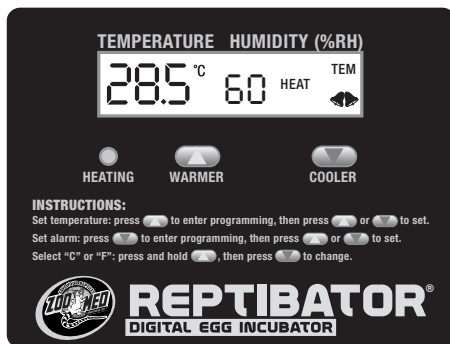 TEMPERATURE HUMIDITY (%RH)
28.5 °C 60 HEAT TEM
HEATING WARMER COOLER
INSTRUCTIONS:
Set temperature: press to enter programming, then press or to set.
Set alarm: press to enter programming, then press or to set.
Select “C” or “F”: press and hold , then press to change.
ZOO MED
REPTIBATOR®
DIGITAL EGG INCUBATOR